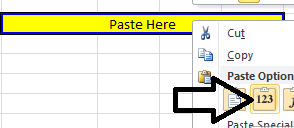 Paste Here
Cut
Copy
Paste Option
123
Paste Special